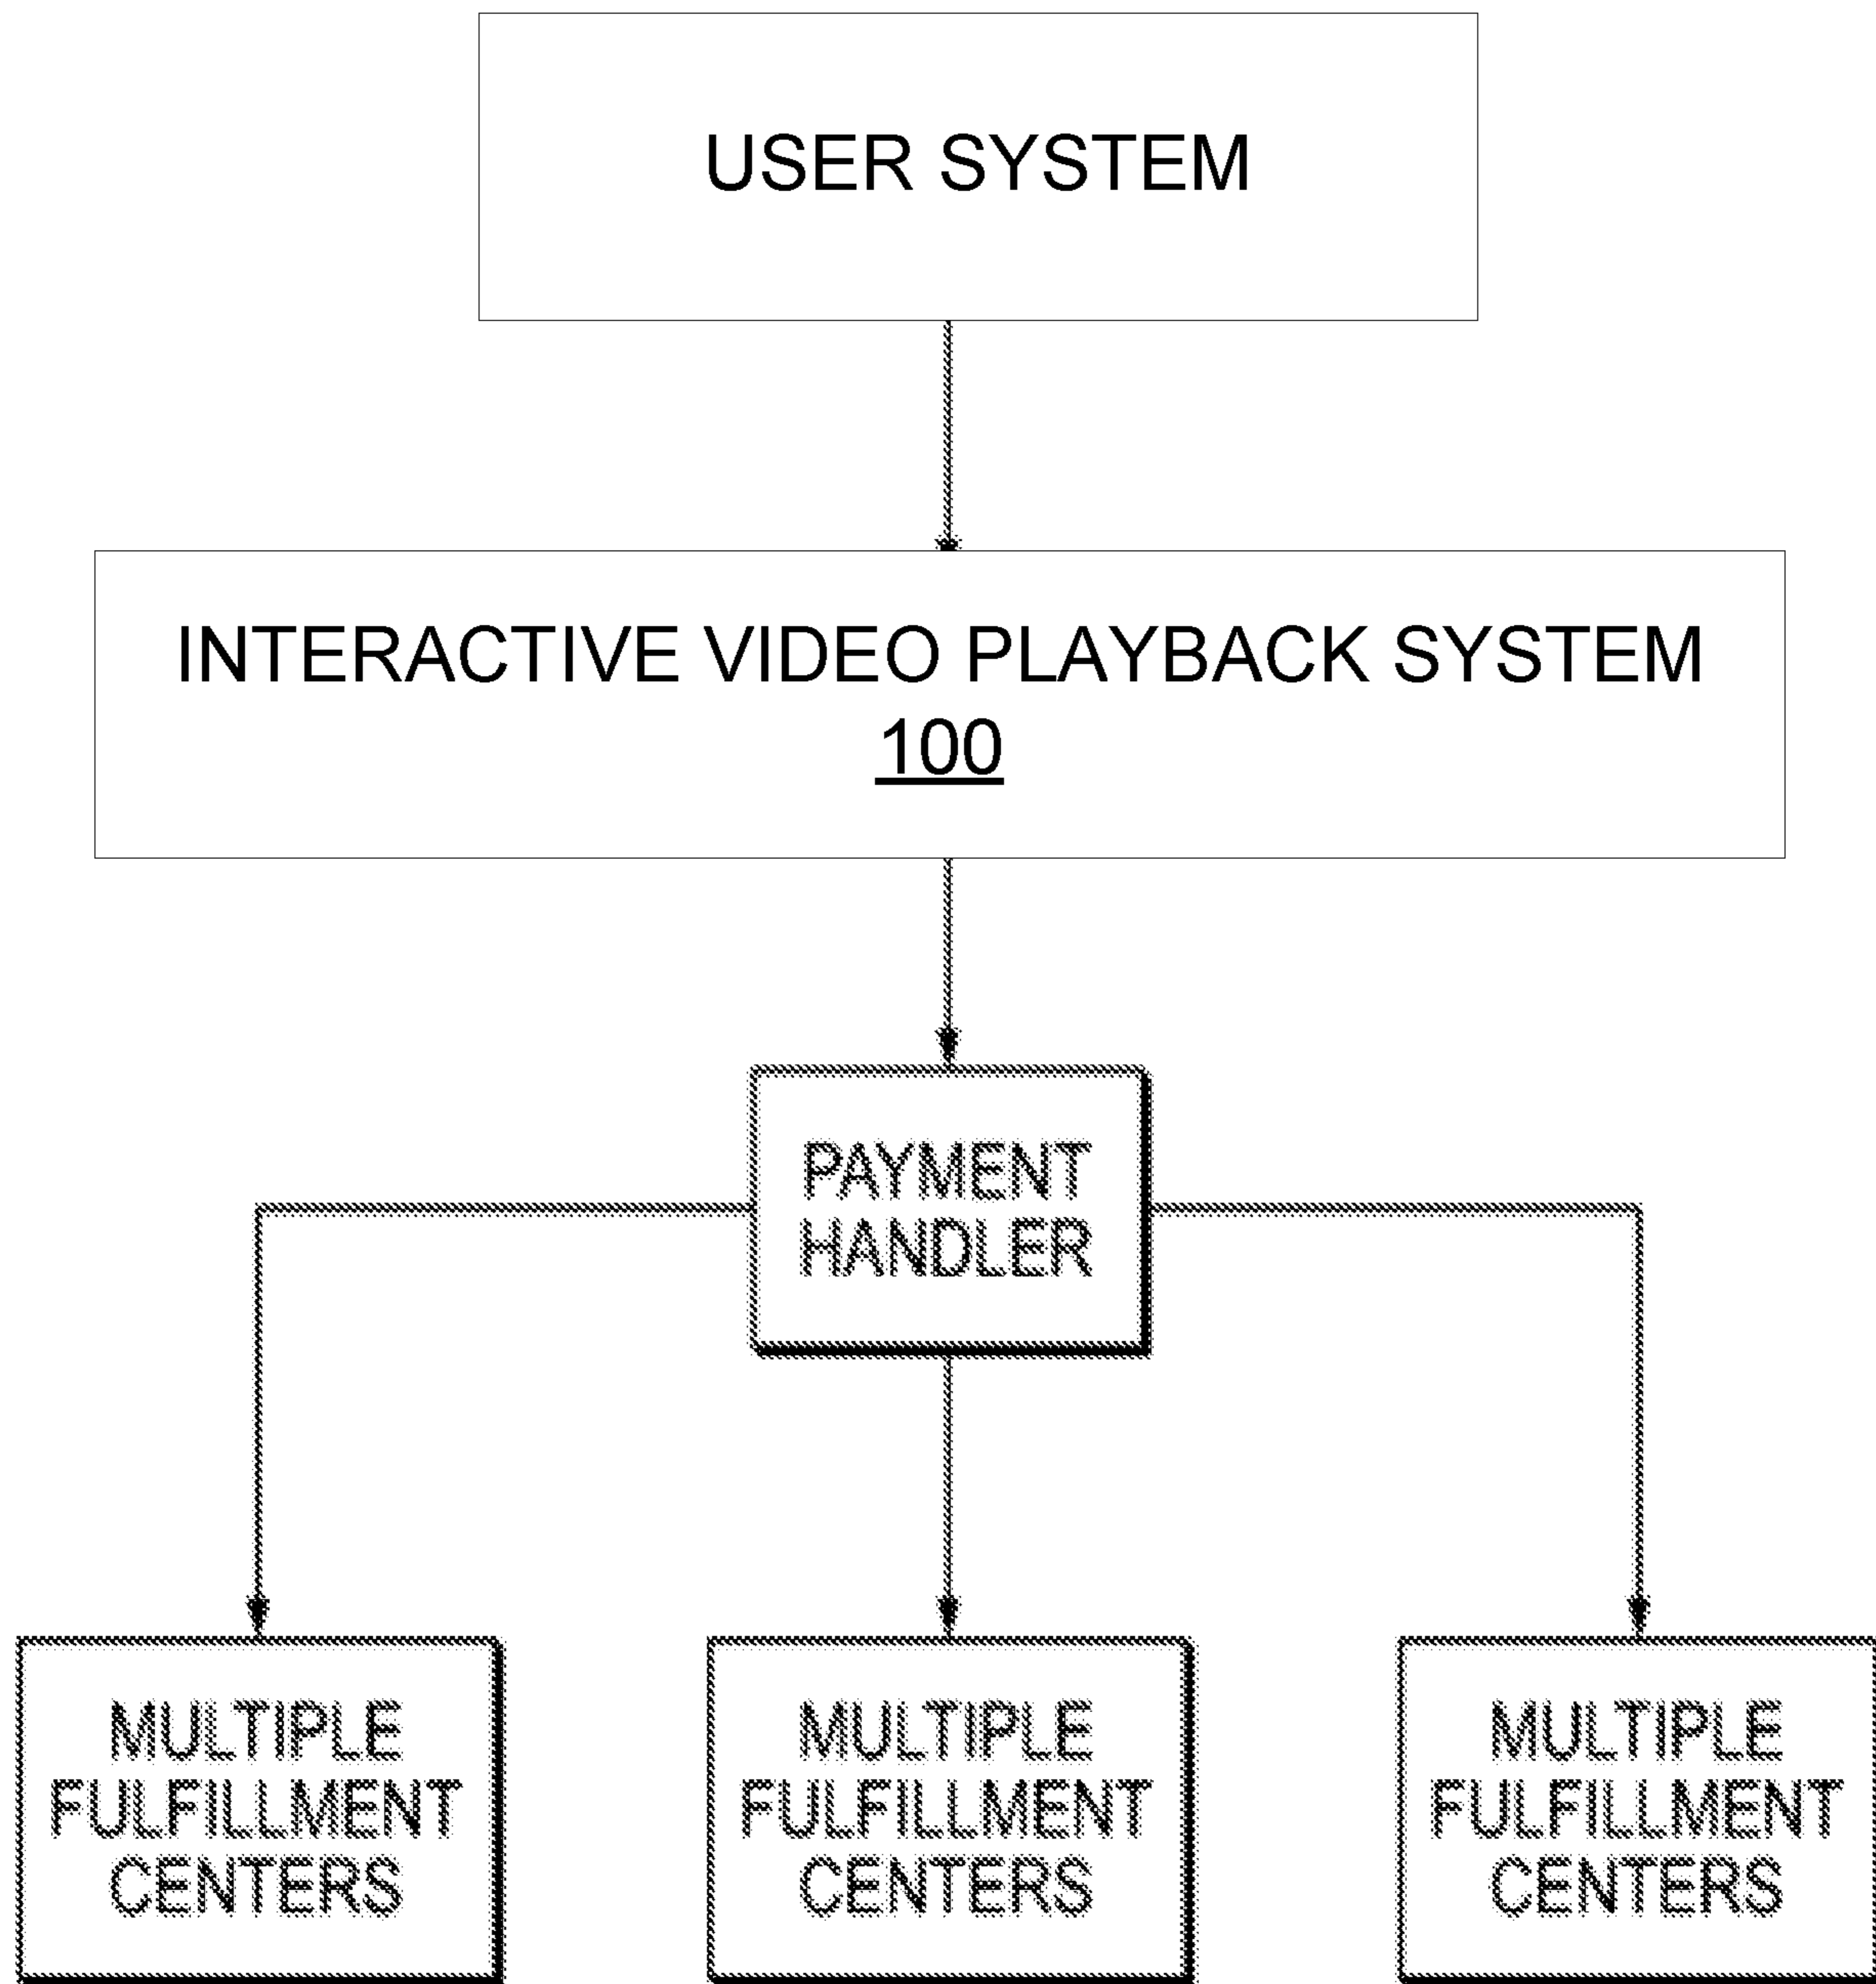 USER SYSTEM
INTERACTIVE VIDEO PLAYBACK SYSTEM
100
PAYMENT
HANDLER
MULTIPLE
FULFILLMENT
CENTERS
MULTIPLE
FULFILLMENT
CENTERS
MULTIPLE
FULFILLMENT
CENTERS